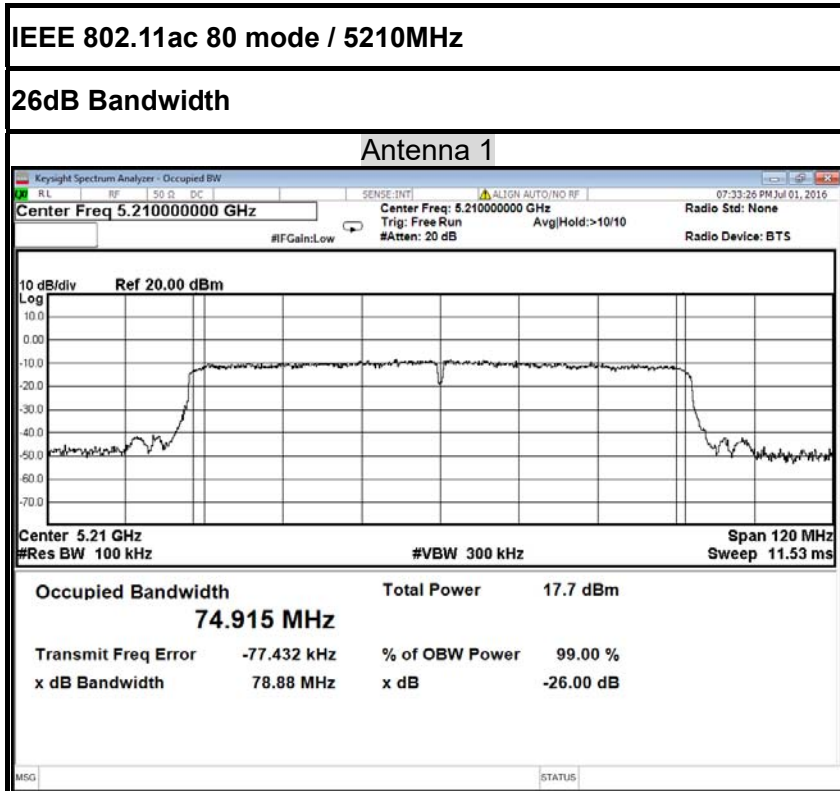 IEEE 802.11ac 80 mode / 5210MHz
26dB Bandwidth
Antenna 1
Keysight Spectrum Analyzer - Occupied BW
RL RF 50 Ω DC SENSE:INT ALIGN AUTO/NO RF 07:33:26 PM Jul 01, 2016
Center Freq 5.210000000 GHz Center Freq: 5.210000000 GHz Radio Std: None
Trig: Free Run Avg|Hold:>10/10
#IFGain:Low #Atten: 20 dB Radio Device: BTS
10 dB/div Ref 20.00 dBm
Log
10.0
0.00
-10.0
-20.0
-30.0
-40.0
-50.0
-60.0
-70.0
Center 5.21 GHz Span 120 MHz
#Res BW 100 kHz #VBW 300 kHz Sweep 11.53 ms
Occupied Bandwidth Total Power 17.7 dBm
74.915 MHz
Transmit Freq Error -77.432 kHz % of OBW Power 99.00 %
x dB Bandwidth 78.88 MHz x dB -26.00 dB
MSG STATUS